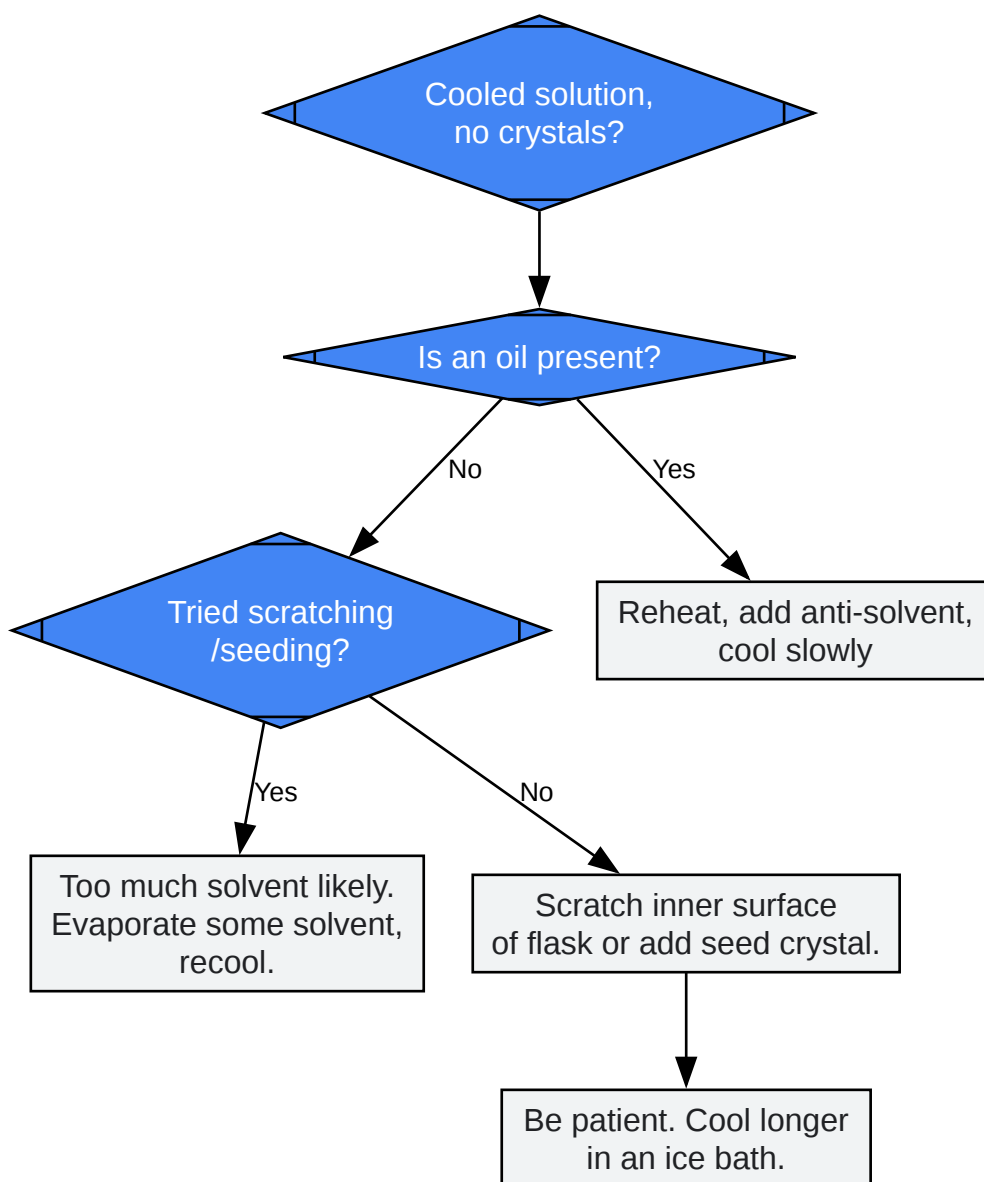 Cooled solution,
no crystals?
Is an oil present?
No
Yes
Tried scratching
/seeding?
Reheat, add anti-solvent,
cool slowly
Yes
No
Too much solvent likely.
Evaporate some solvent,
recool.
Scratch inner surface
of flask or add seed crystal.
Be patient. Cool longer
in an ice bath.